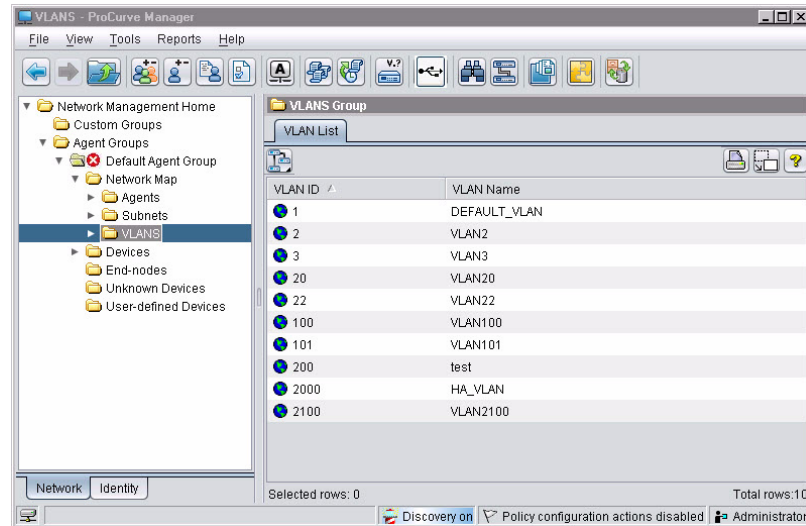 VLANS - ProCurve Manager
File View Tools Reports Help
A
V.?
Network Management Home
Custom Groups
Agent Groups
Default Agent Group
Network Map
Agents
Subnets
VLANS
Devices
End-nodes
Unknown Devices
User-defined Devices
Network Identity
VLANS Group
VLAN List
?
VLAN ID VLAN Name
1 DEFAULT_VLAN
2 VLAN2
3 VLAN3
20 VLAN20
22 VLAN22
100 VLAN100
101 VLAN101
200 test
2000 HA_VLAN
2100 VLAN2100
Selected rows: 0 Total rows:10
Discovery on Policy configuration actions disabled Administrator